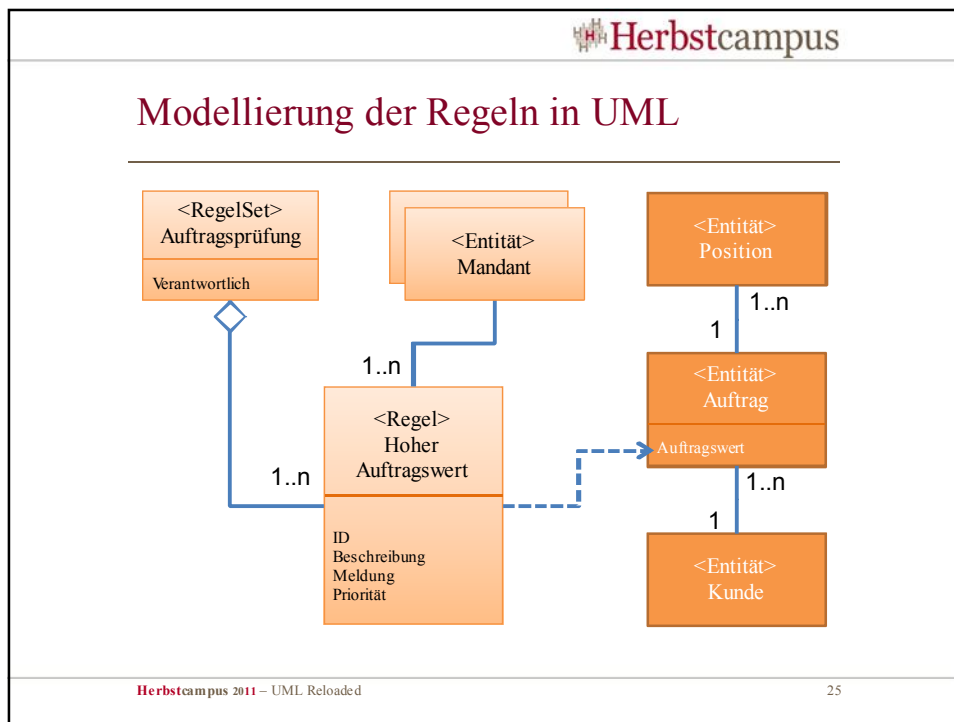 Herbstcampus
Modellierung der Regeln in UML
<RegelSet>
Auftragsprüfung
Verantwortlich
<Entität>
Mandant
<Entität>
Position
1..n
1
<Entität>
Auftrag
Auftragswert
1..n
<Regel>
Hoher
Auftragswert
1..n
ID
Beschreibung
Meldung
Priorität
1..n
1
<Entität>
Kunde
Herbstcampus 2011 – UML Reloaded
25